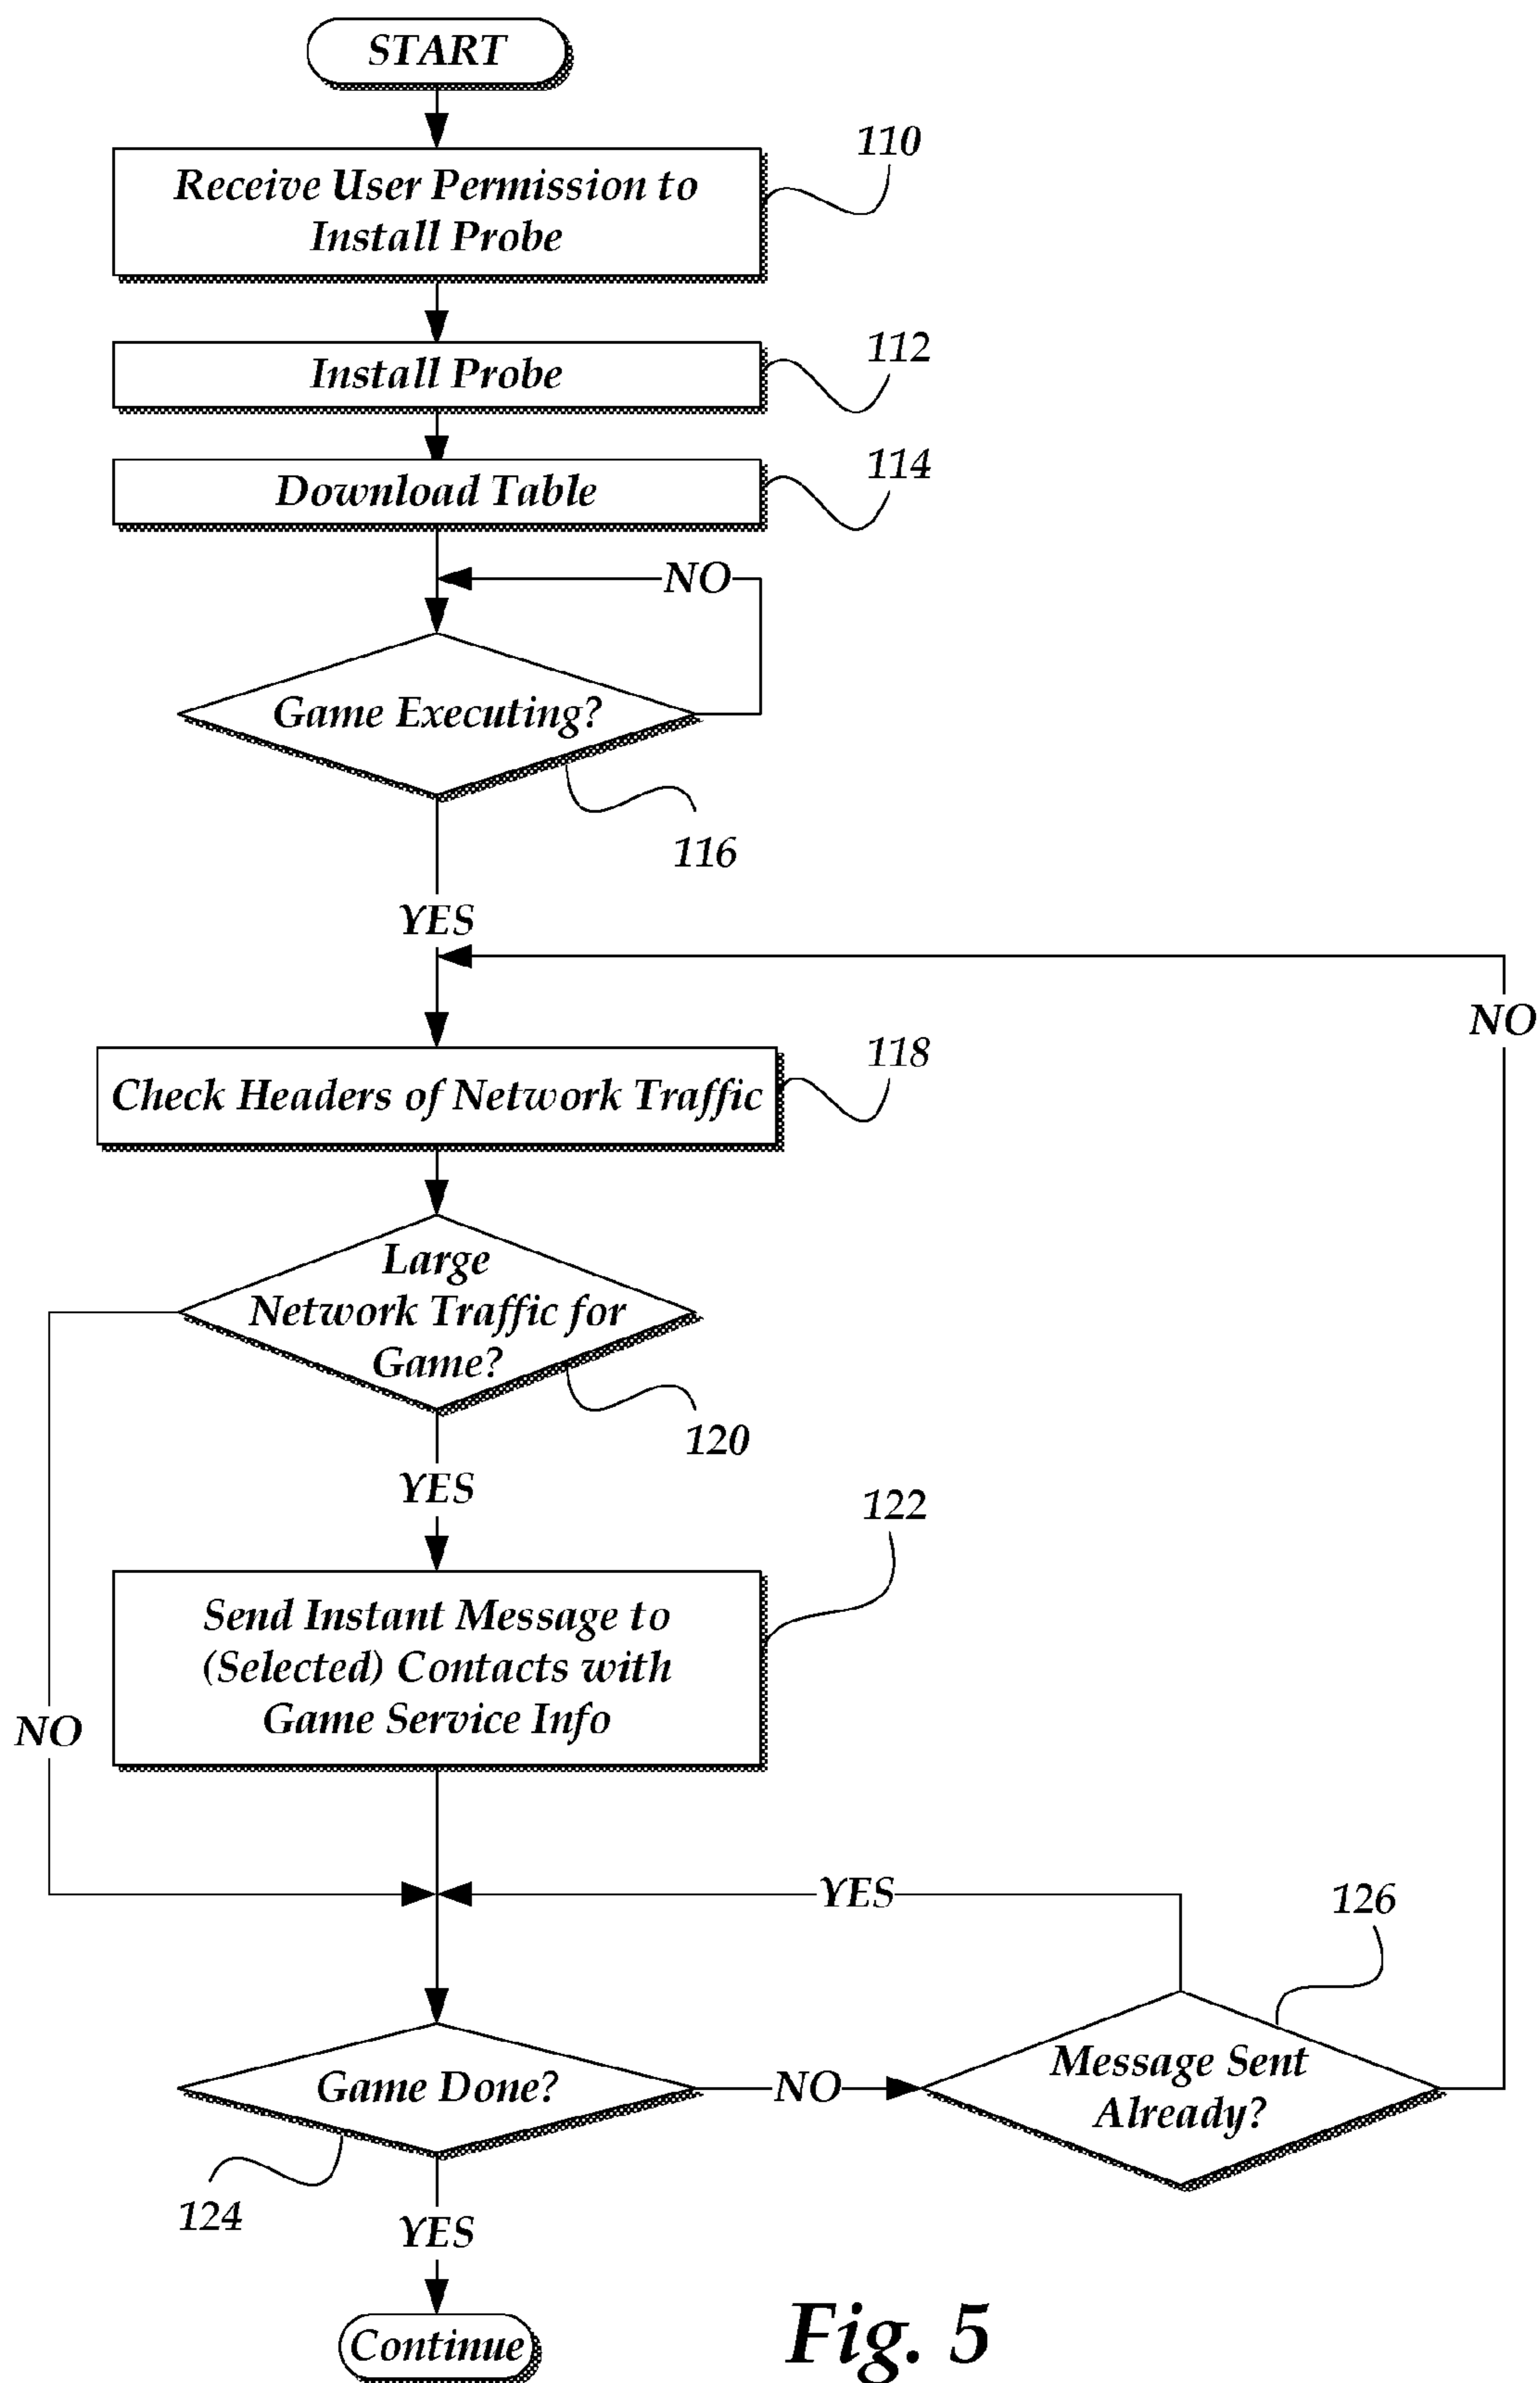 START
110
Receive User Permission to
Install Probe
112
Install Probe
114
Download Table
NO
Game Executing?
116
YES
NO
118
Check Headers of Network Traffic
Large
Network Traffic for
Game?
120
YES
122
Send Instant Message to
(Selected) Contacts with
Game Service Info
NO
YES
126
Message Sent
Already?
Game Done?
NO
124
YES
Continue
Fig. 5